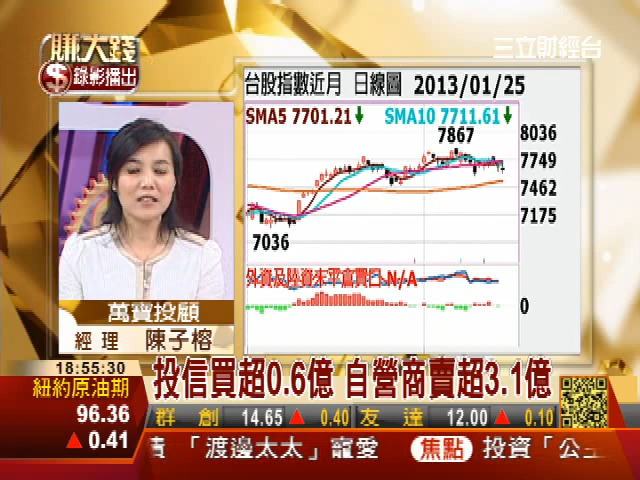 賺大錢
$錄影播出
三立財經台
台股指數近月 日線圖 2013/01/25
SMA5 7701.21↓ SMA10 7711.61↓
7867
8036
7749
7462
7175
7036
外資及陸資未平倉買口 N/A
0
萬寶投顧
經理 陳子榕
18:55:30
投信買超0.6億 自營商賣超3.1億
紐約原油期
96.36
▲0.41
群創 14.65 ▲ 0.40 友達 12.00 ▲ 0.10
「渡邊太太」寵愛 焦點 投資「公